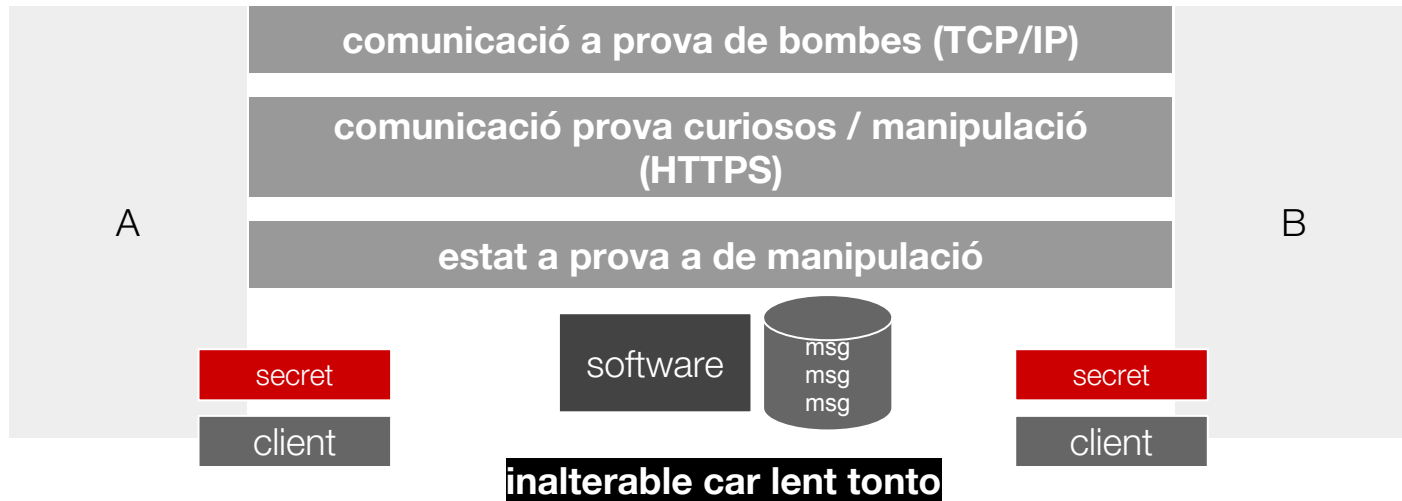 comunicació a prova de bombes (TCP/IP)
comunicació prova curiosos / manipulació
(HTTPS)
A
B
estat a prova a de manipulació
software
msg
msg
msg
secret
secret
client
client
inalterable car lent tonto